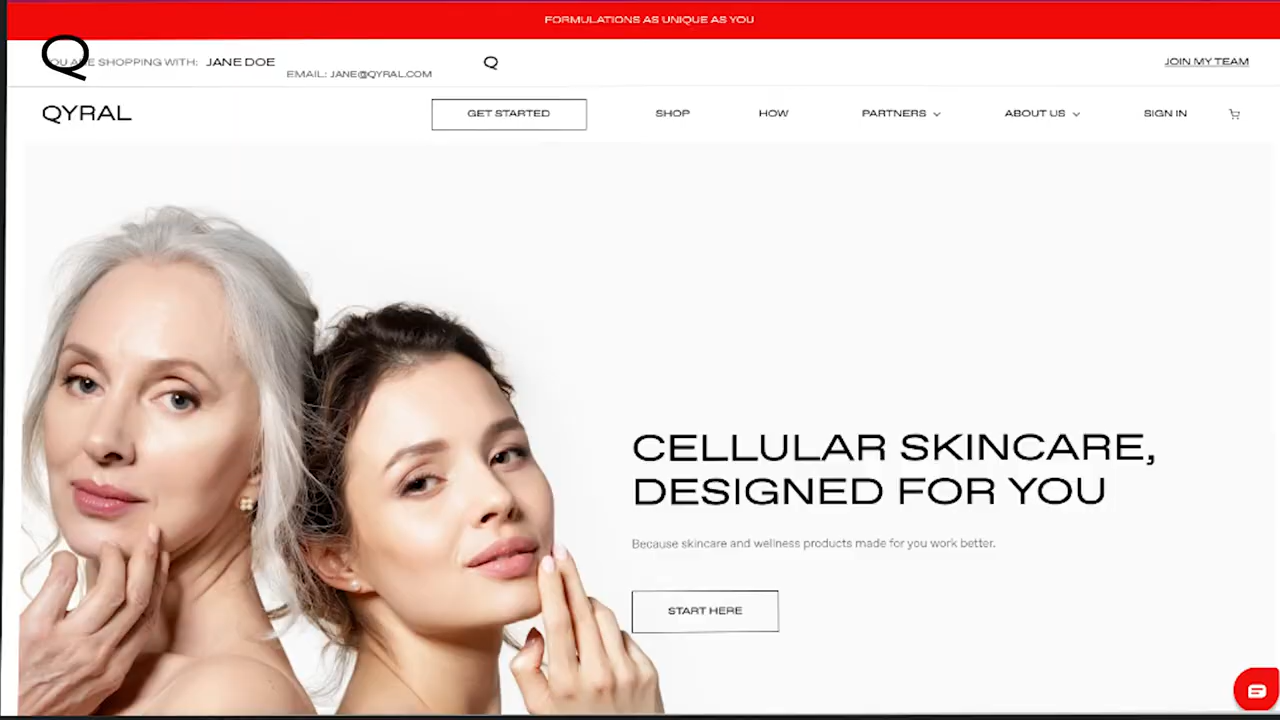 FORMULATIONS AS UNIQUE AS YOU
Q
YOU ARE SHOPPING WITH: JANE DOE
EMAIL: JANE@QYRAL.COM
Q
JOIN MY TEAM
QYRAL
GET STARTED
SHOP
HOW
PARTNERS
ABOUT US
SIGN IN
CELLULAR SKINCARE,
DESIGNED FOR YOU
Because skincare and wellness products made for you work better.
START HERE